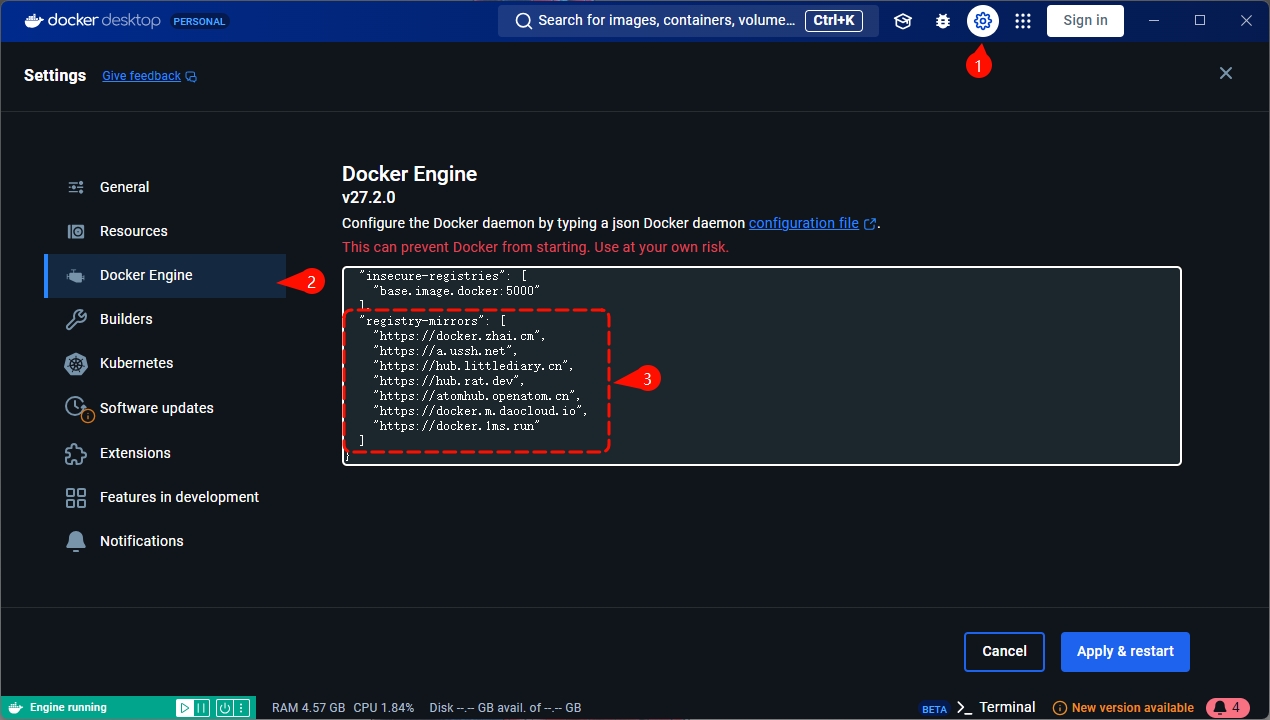 docker desktop PERSONAL
Search for images, containers, volume... Ctrl+K
Sign in
1
Settings Give feedback
General
Resources
Docker Engine
2
Builders
Kubernetes
Software updates
Extensions
Features in development
Notifications
Docker Engine
v27.2.0
Configure the Docker daemon by typing a json Docker daemon configuration file.
This can prevent Docker from starting. Use at your own risk.
"insecure-registries": [
"base.image.docker:5000"
],
"registry-mirrors": [
"https://docker.zhai.cm",
"https://a.ussh.net",
"https://hub.littlediary.cn",
"https://hub.rat.dev",
"https://atomhub.openatom.cn",
"https://docker.m.daocloud.io",
"https://docker.1ms.run"
]
}
3
Cancel
Apply & restart
Engine running
RAM 4.57 GB CPU 1.84% Disk --.-- GB avail. of --.-- GB
BETA >_ Terminal
New version available
4